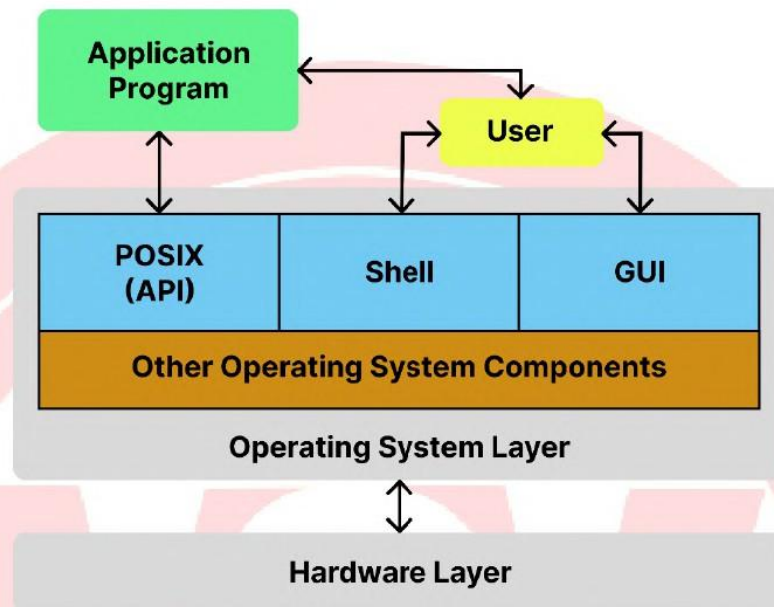 Application
Program
User
POSIX
(API)
Shell
GUI
Other Operating System Components
Operating System Layer
Hardware Layer